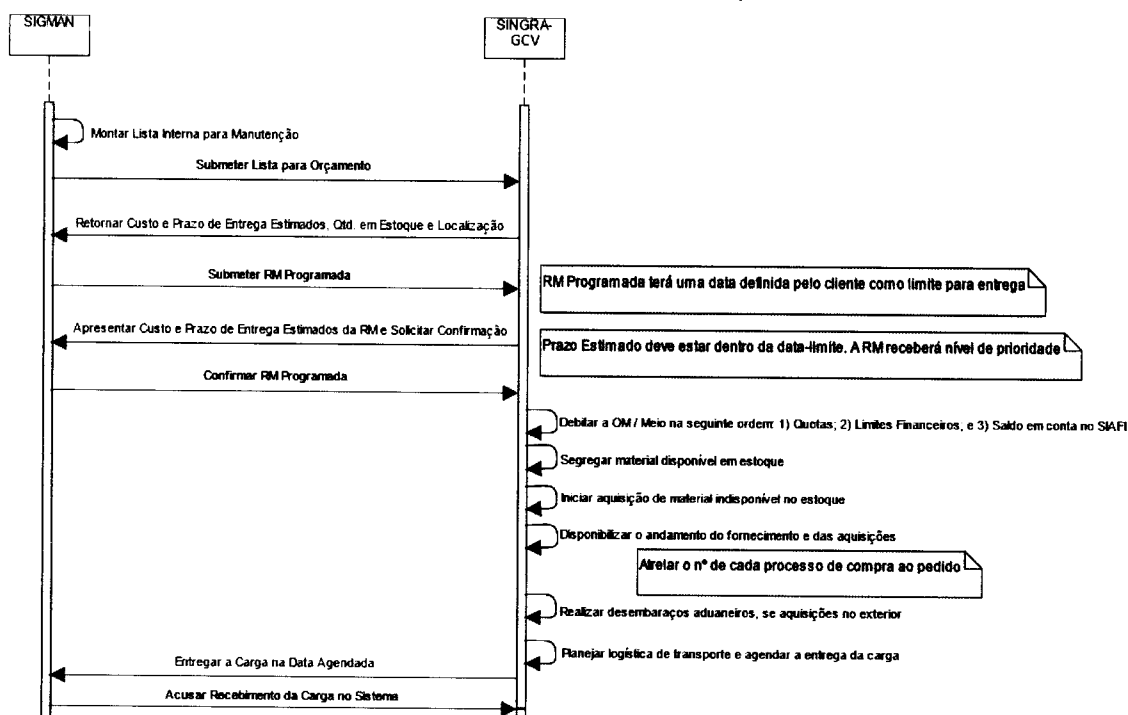 SIGMAN
SINGRA-
GCV
Montar Lista Interna para Manutenção
Submeter Lista para Orçamento
Retornar Custo e Prazo de Entrega Estimados, Qtd. em Estoque e Localização
Submeter RM Programada
RM Programada terá uma data definida pelo cliente como limite para entrega
Apresentar Custo e Prazo de Entrega Estimados da RM e Solicitar Confirmação
Prazo Estimado deve estar dentro da data-limite. A RM receberá nível de prioridade
Confirmar RM Programada
Debitar a OM / Meio na seguinte ordem: 1) Quotas; 2) Limites Financeiros, e 3) Saldo em conta no SIAFI
Segregar material disponível em estoque
Iniciar aquisição de material indisponível no estoque
Disponibilizar o andamento do fornecimento e das aquisições
Atrelar o nº de cada processo de compra ao pedido
Realizar desembaraços aduaneiros, se aquisições no exterior
Planejar logística de transporte e agendar a entrega da carga
Entregar a Carga na Data Agendada
Acusar Recebimento da Carga no Sistema